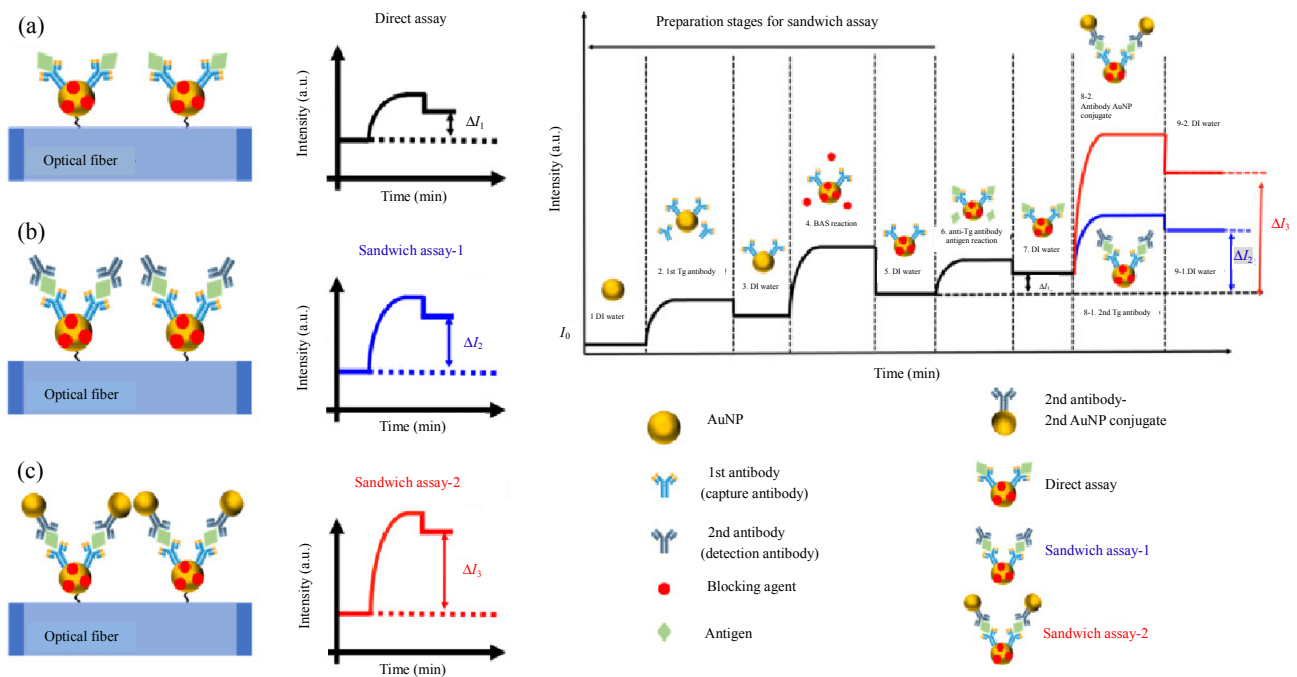 (a)
Direct assay
Intensity (a.u.)
ΔI₁
Time (min)
Optical fiber
(b)
Sandwich assay-1
Intensity (a.u.)
ΔI₂
Time (min)
Optical fiber
(c)
Sandwich assay-2
Intensity (a.u.)
ΔI₃
Time (min)
Optical fiber
Preparation stages for sandwich assay
Intensity (a.u.)
I₀
1 DI water
2. 1st Tg antibody
3. DI water
4. BAS reaction
5. DI water
6. anti-Tg antibody
antigen reaction
7. DI water
8-2.
Antibody AuNP
conjugate
9-2. DI water
ΔI₃
ΔI₂
9-1.DI water
8-1. 2nd Tg antibody
Time (min)
AuNP
1st antibody
(capture antibody)
2nd antibody
(detection antibody)
Blocking agent
Antigen
2nd antibody-
2nd AuNP conjugate
Direct assay
Sandwich assay-1
Sandwich assay-2